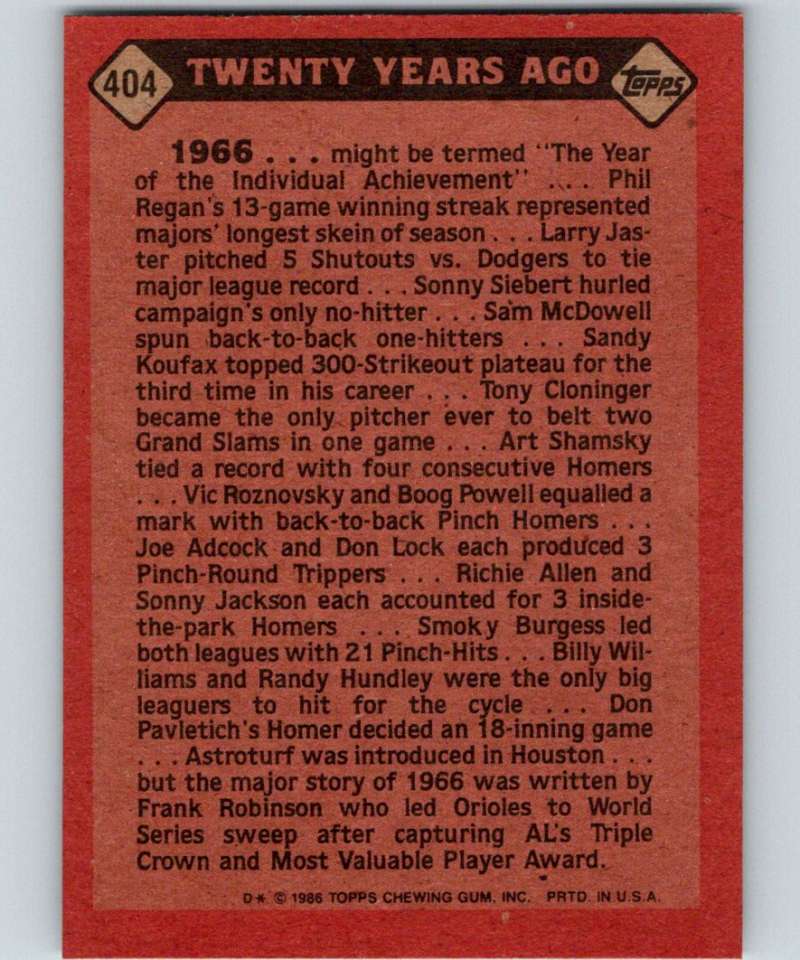 404 TWENTY YEARS AGO Topps
1966 . . . might be termed "The Year
of the Individual Achievement" . . . Phil
Regan's 13-game winning streak represented
majors' longest skein of season . . . Larry Jas-
ter pitched 5 Shutouts vs. Dodgers to tie
major league record . . . Sonny Siebert hurled
campaign's only no-hitter . . . Sam McDowell
spun back-to-back one-hitters . . . Sandy
Koufax topped 300-Strikeout plateau for the
third time in his career . . . Tony Cloninger
became the only pitcher ever to belt two
Grand Slams in one game . . . Art Shamsky
tied a record with four consecutive Homers
. . . Vic Roznovsky and Boog Powell equalled a
mark with back-to-back Pinch Homers . . .
Joe Adcock and Don Lock each produced 3
Pinch-Round Trippers . . . Richie Allen and
Sonny Jackson each accounted for 3 inside-
the-park Homers . . . Smoky Burgess led
both leagues with 21 Pinch-Hits . . . Billy Wil-
liams and Randy Hundley were the only big
leaguers to hit for the cycle . . . Don
Pavletich's Homer decided an 18-inning game
. . . Astroturf was introduced in Houston . . .
but the major story of 1966 was written by
Frank Robinson who led Orioles to World
Series sweep after capturing AL's Triple
Crown and Most Valuable Player Award.
D* © 1986 TOPPS CHEWING GUM, INC. PRTD. IN U.S.A.